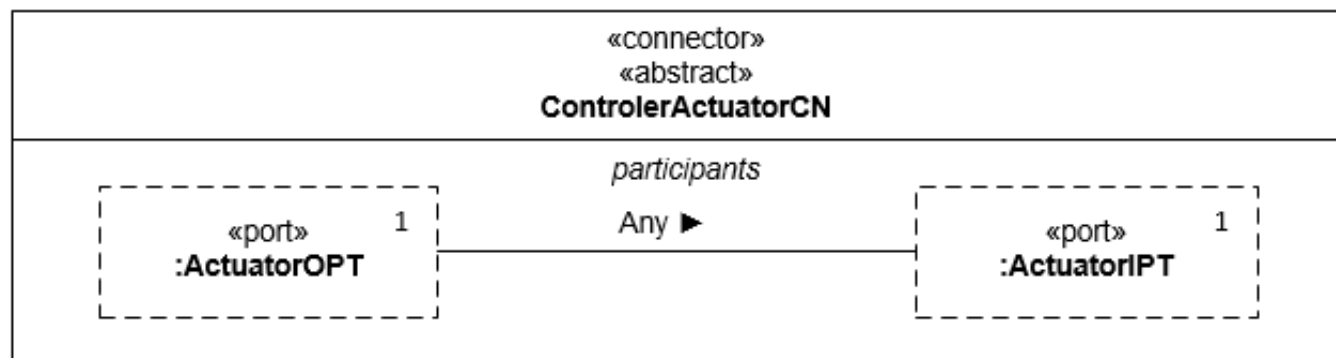 «connector»
«abstract»
ControlerActuatorCN
participants
«port» 1
:ActuatorOPT
Any ►
«port» 1
:ActuatorIPT